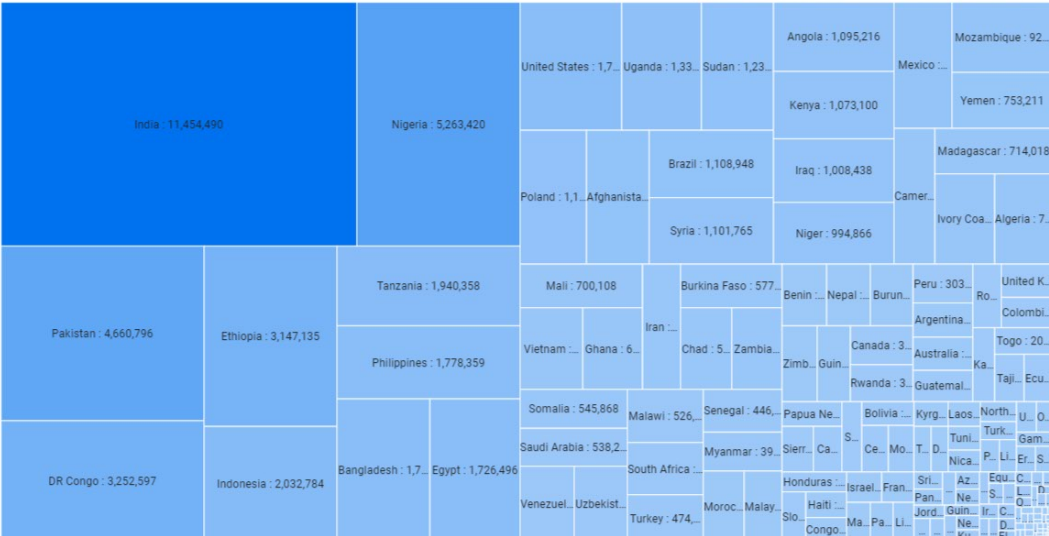 India : 11,454,490
Nigeria : 5,263,420
Pakistan : 4,660,796
DR Congo : 3,252,597
Ethiopia : 3,147,135
Indonesia : 2,032,784
Tanzania : 1,940,358
Philippines : 1,778,359
Bangladesh : 1,7...
Egypt : 1,726,496
United States : 1,7...
Uganda : 1,33...
Sudan : 1,23...
Poland : 1,1...
Afghanista...
Brazil : 1,108,948
Syria : 1,101,765
Angola : 1,095,216
Kenya : 1,073,100
Iraq : 1,008,438
Niger : 994,866
Mexico :...
Mozambique : 92...
Yemen : 753,211
Camer...
Madagascar : 714,018
Ivory Coa...
Algeria : 7...
Mali : 700,108
Vietnam :...
Ghana : 6...
Iran :...
Burkina Faso : 577...
Chad : 5...
Zambia...
Somalia : 545,868
Saudi Arabia : 538,2...
Venezuel...
Uzbekist...
Malawi : 526,...
South Africa :...
Turkey : 474,...
Senegal : 446,...
Myanmar : 39...
Moroc...
Malay...
Benin :...
Nepal :...
Burun...
Zimb...
Guin...
Canada : 3...
Rwanda : 3...
Peru : 303...
Argentina...
Australia :...
Guatemal...
Ro...
United K...
Colombi...
Ka...
Togo : 20...
Taji...
Ecu...
Papua Ne...
Sierr...
Ca...
S...
Bolivia :...
Ce...
Mo...
Kyrg...
T...
D...
Laos...
Tuni...
Nica...
North...
Turk...
P...
Li...
U...
O...
Gam...
Er...
S...
Honduras :...
Slo...
Haiti :...
Congo...
Israel...
Fran...
Ma...
Pa...
Li...
Sri...
Pan...
Jord...
Az...
Ne...
Guin...
Ne...
Equ...
S...
Ir...
C...
D...
C...
L...
O...
D...